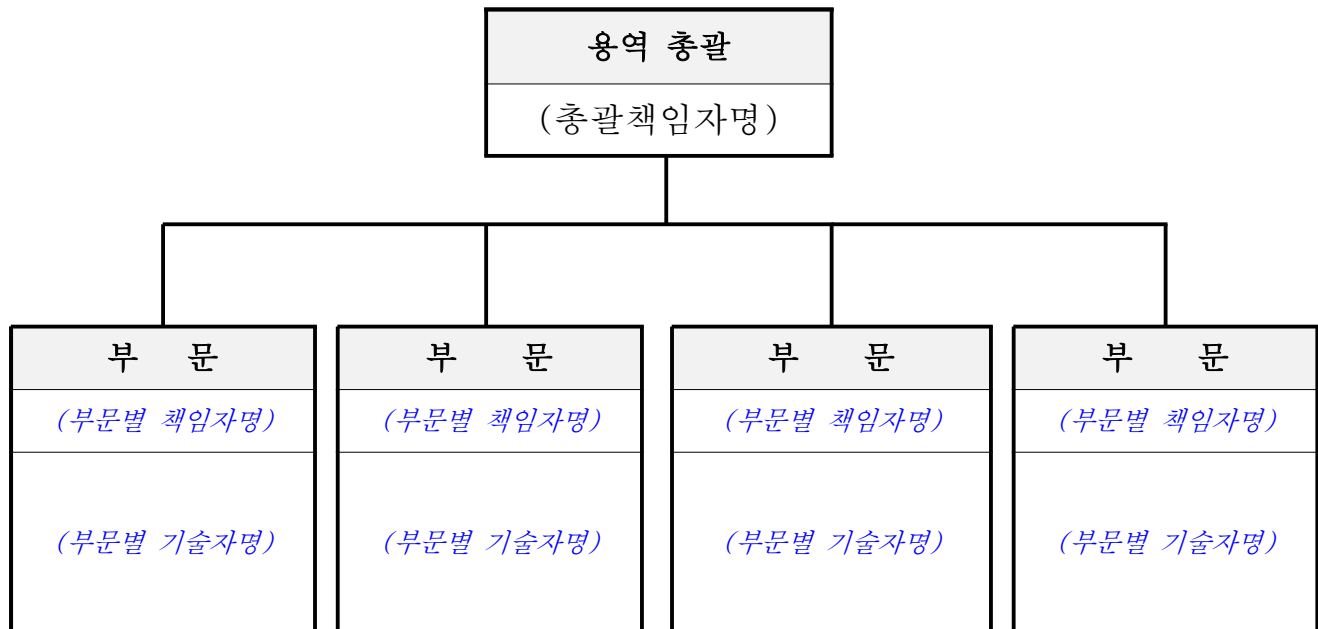 용역 총괄
(총괄책임자명)
부 문 부 문 부 문 부 문
(부문별 책임자명) (부문별 책임자명) (부문별 책임자명) (부문별 책임자명)
(부문별 기술자명) (부문별 기술자명) (부문별 기술자명) (부문별 기술자명)